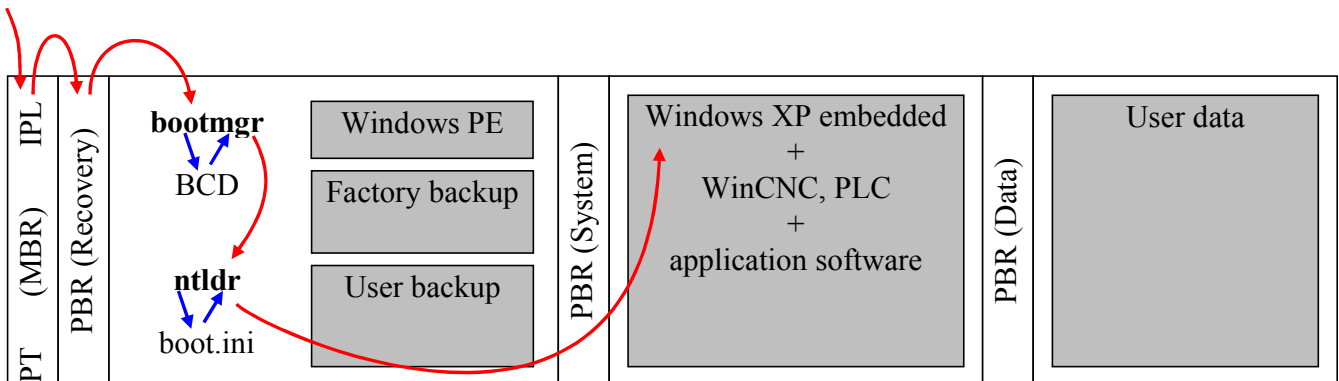 PT (MBR) IPL
PBR (Recovery)
bootmgr
BCD
ntldr
boot.ini
Windows PE
Factory backup
User backup
PBR (System)
Windows XP embedded
+
WinCNC, PLC
+
application software
PBR (Data)
User data